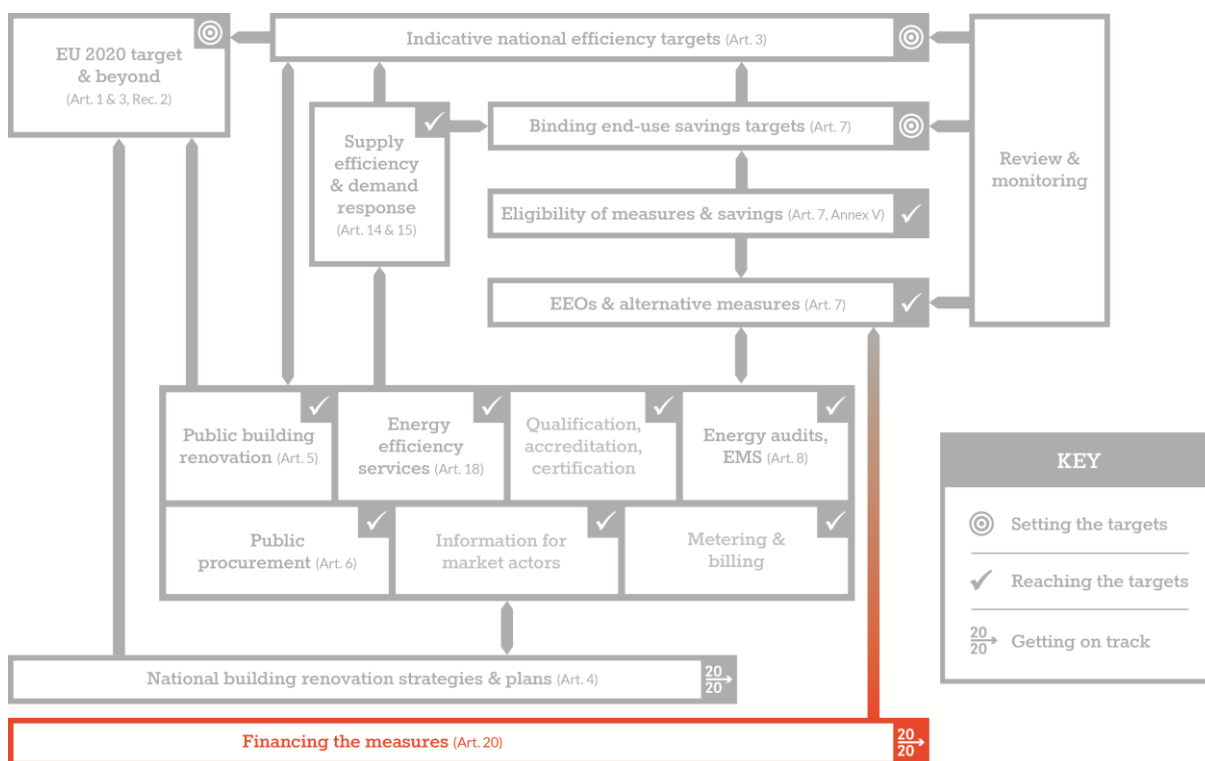 EU 2020 target
& beyond
(Art. 1 & 3, Rec. 2)
Indicative national efficiency targets (Art. 3)
Supply
efficiency
& demand
response
(Art. 14 & 15)
Binding end-use savings targets (Art. 7)
Review &
monitoring
Eligibility of measures & savings (Art. 7, Annex V)
EEOs & alternative measures (Art. 7)
Public building
renovation (Art. 5)
Energy
efficiency
services (Art. 18)
Qualification,
accreditation,
certification
Energy audits,
EMS (Art. 8)
Public
procurement (Art. 6)
Information for
market actors
Metering &
billing
National building renovation strategies & plans (Art. 4)
20
20
Financing the measures (Art. 20)
20
20
KEY
Setting the targets
Reaching the targets
20
20
Getting on track